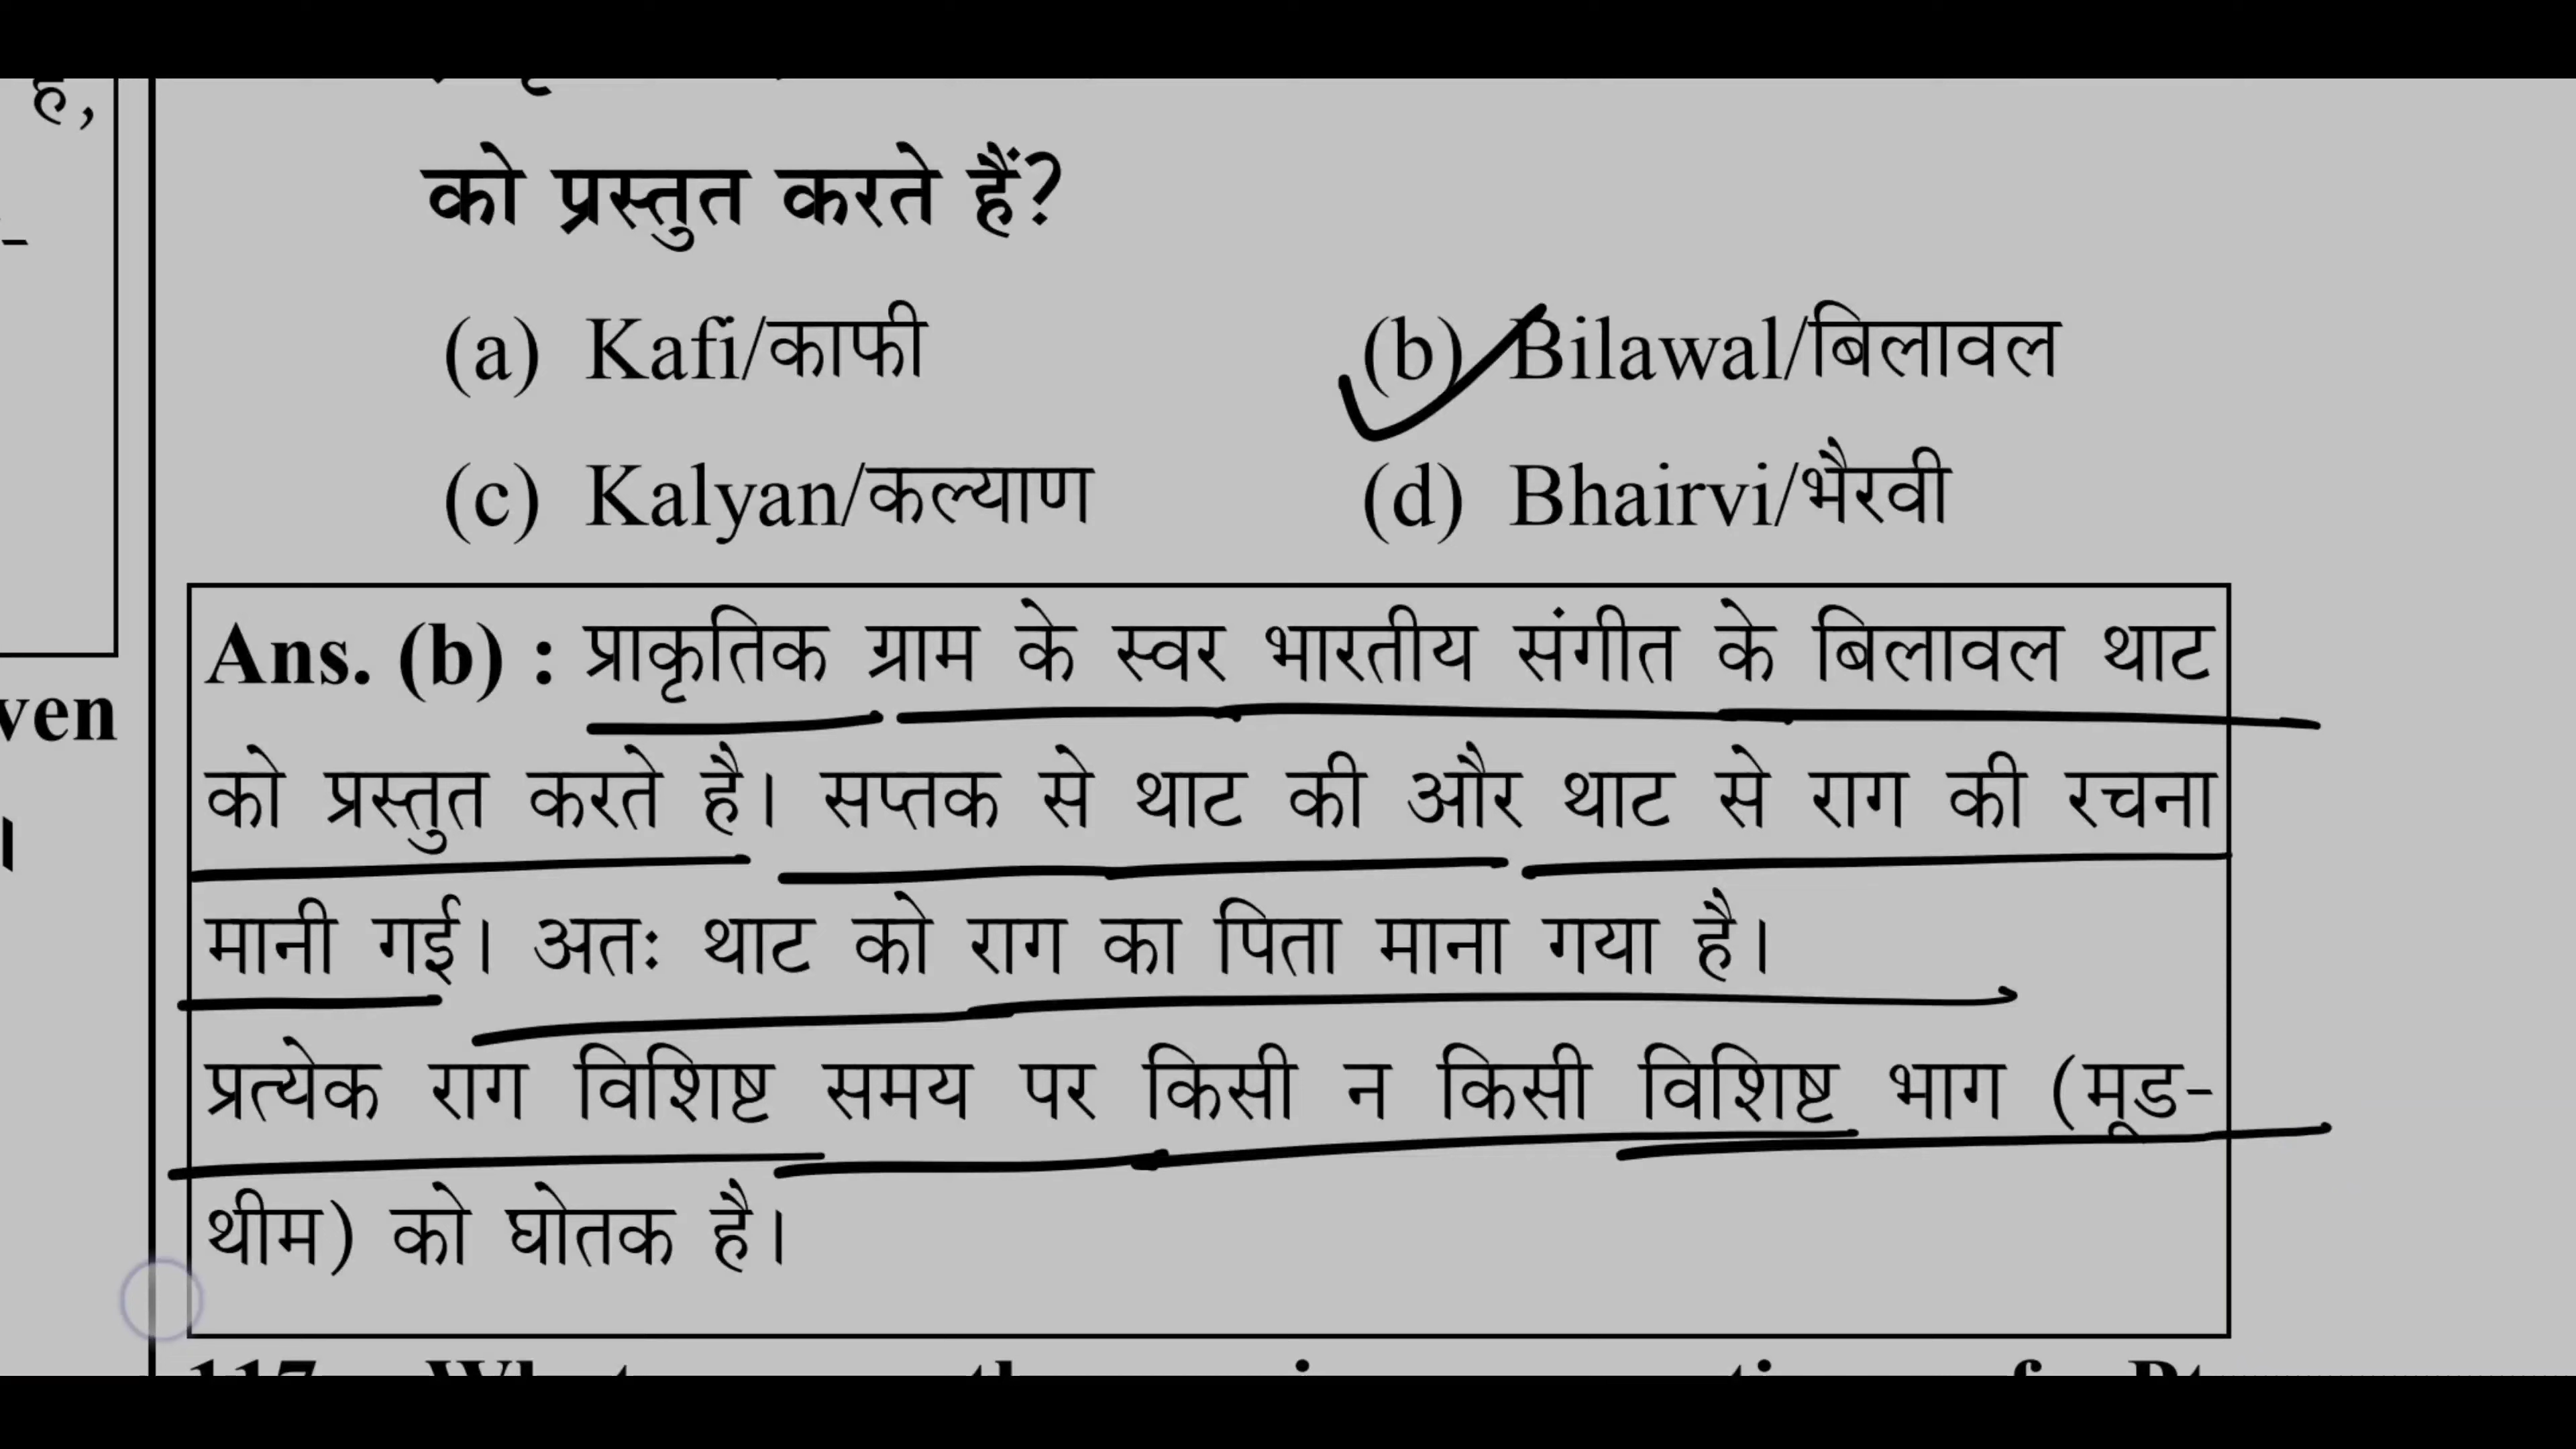 है,
को प्रस्तुत करते हैं?
(a) Kafi/काफी (b) Bilawal/बिलावल
(c) Kalyan/कल्याण (d) Bhairvi/भैरवी
Ans. (b) : प्राकृतिक ग्राम के स्वर भारतीय संगीत के बिलावल थाट
ven को प्रस्तुत करते है। सप्तक से थाट की और थाट से राग की रचना
। मानी गई। अतः थाट को राग का पिता माना गया है।
प्रत्येक राग विशिष्ट समय पर किसी न किसी विशिष्ट भाग (मूड-
थीम) को घोतक है।